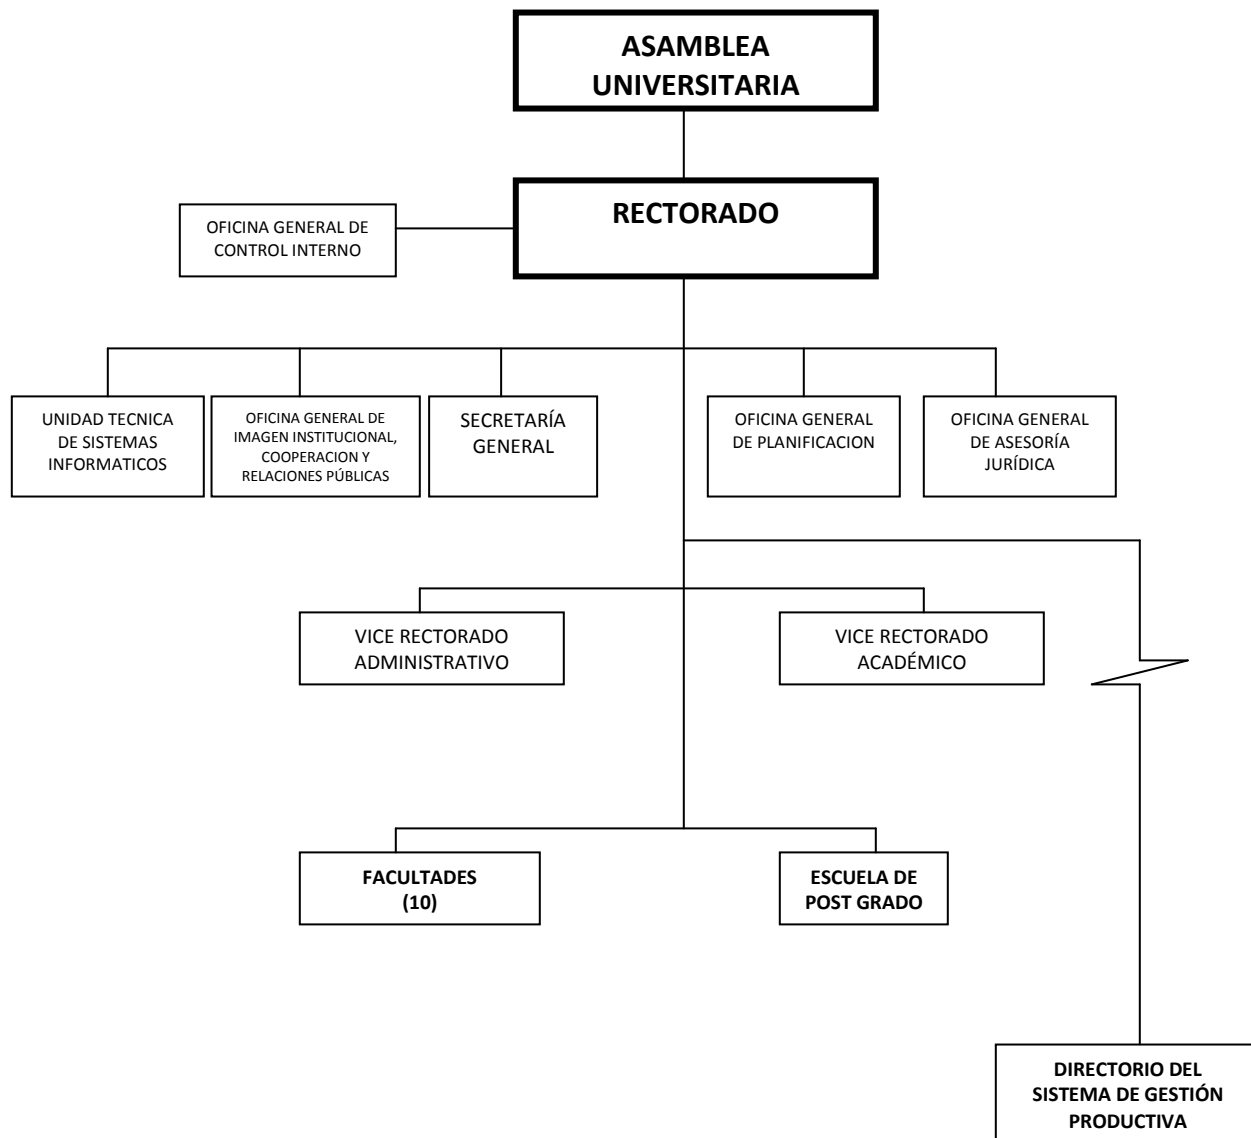 ASAMBLEA
UNIVERSITARIA
RECTORADO
OFICINA GENERAL DE
CONTROL INTERNO
UNIDAD TECNICA
DE SISTEMAS
INFORMATICOS
OFICINA GENERAL DE
IMAGEN INSTITUCIONAL,
COOPERACION Y
RELACIONES PÚBLICAS
SECRETARÍA
GENERAL
OFICINA GENERAL
DE PLANIFICACION
OFICINA GENERAL
DE ASESORÍA
JURÍDICA
VICE RECTORADO
ADMINISTRATIVO
VICE RECTORADO
ACADÉMICO
FACULTADES
(10)
ESCUELA DE
POST GRADO
DIRECTORIO DEL
SISTEMA DE GESTIÓN
PRODUCTIVA